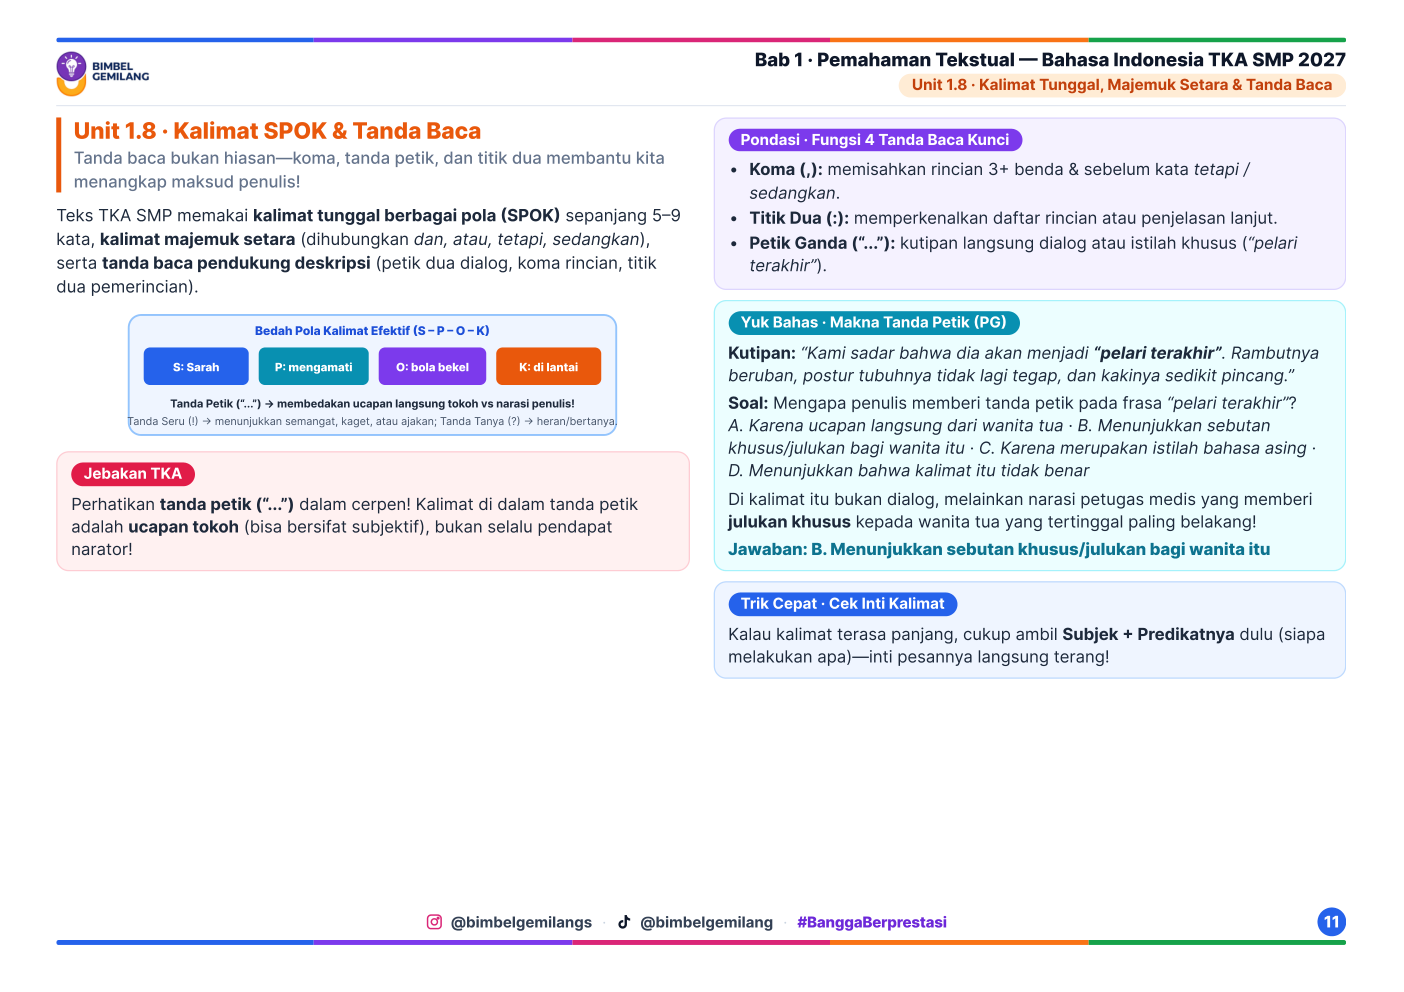 BIMBEL
GEMILANG
Bab 1 · Pemahaman Tekstual — Bahasa Indonesia TKA SMP 2027
Unit 1.8 · Kalimat Tunggal, Majemuk Setara & Tanda Baca
Unit 1.8 · Kalimat SPOK & Tanda Baca
Tanda baca bukan hiasan—koma, tanda petik, dan titik dua membantu kita
menangkap maksud penulis!
Teks TKA SMP memakai kalimat tunggal berbagai pola (SPOK) sepanjang 5–9
kata, kalimat majemuk setara (dihubungkan dan, atau, tetapi, sedangkan),
serta tanda baca pendukung deskripsi (petik dua dialog, koma rincian, titik
dua pemerincian).
Bedah Pola Kalimat Efektif (S – P – O – K)
S: Sarah
P: mengamati
O: bola bekel
K: di lantai
Tanda Petik (“...”) → membedakan ucapan langsung tokoh vs narasi penulis!
Tanda Seru (!) → menunjukkan semangat, kaget, atau ajakan; Tanda Tanya (?) → heran/bertanya.
Jebakan TKA
Perhatikan tanda petik (“...”) dalam cerpen! Kalimat di dalam tanda petik
adalah ucapan tokoh (bisa bersifat subjektif), bukan selalu pendapat
narator!
Pondasi · Fungsi 4 Tanda Baca Kunci
• Koma (,): memisahkan rincian 3+ benda & sebelum kata tetapi /
sedangkan.
• Titik Dua (:): memperkenalkan daftar rincian atau penjelasan lanjut.
• Petik Ganda (“...”): kutipan langsung dialog atau istilah khusus (“pelari
terakhir”).
Yuk Bahas · Makna Tanda Petik (PG)
Kutipan: “Kami sadar bahwa dia akan menjadi “pelari terakhir”. Rambutnya
beruban, postur tubuhnya tidak lagi tegap, dan kakinya sedikit pincang.”
Soal: Mengapa penulis memberi tanda petik pada frasa “pelari terakhir”?
A. Karena ucapan langsung dari wanita tua · B. Menunjukkan sebutan
khusus/julukan bagi wanita itu · C. Karena merupakan istilah bahasa asing ·
D. Menunjukkan bahwa kalimat itu tidak benar
Di kalimat itu bukan dialog, melainkan narasi petugas medis yang memberi
julukan khusus kepada wanita tua yang tertinggal paling belakang!
Jawaban: B. Menunjukkan sebutan khusus/julukan bagi wanita itu
Trik Cepat · Cek Inti Kalimat
Kalau kalimat terasa panjang, cukup ambil Subjek + Predikatnya dulu (siapa
melakukan apa)—inti pesannya langsung terang!
@bimbelgemilangs · @bimbelgemilang · #BanggaBerprestasi
11